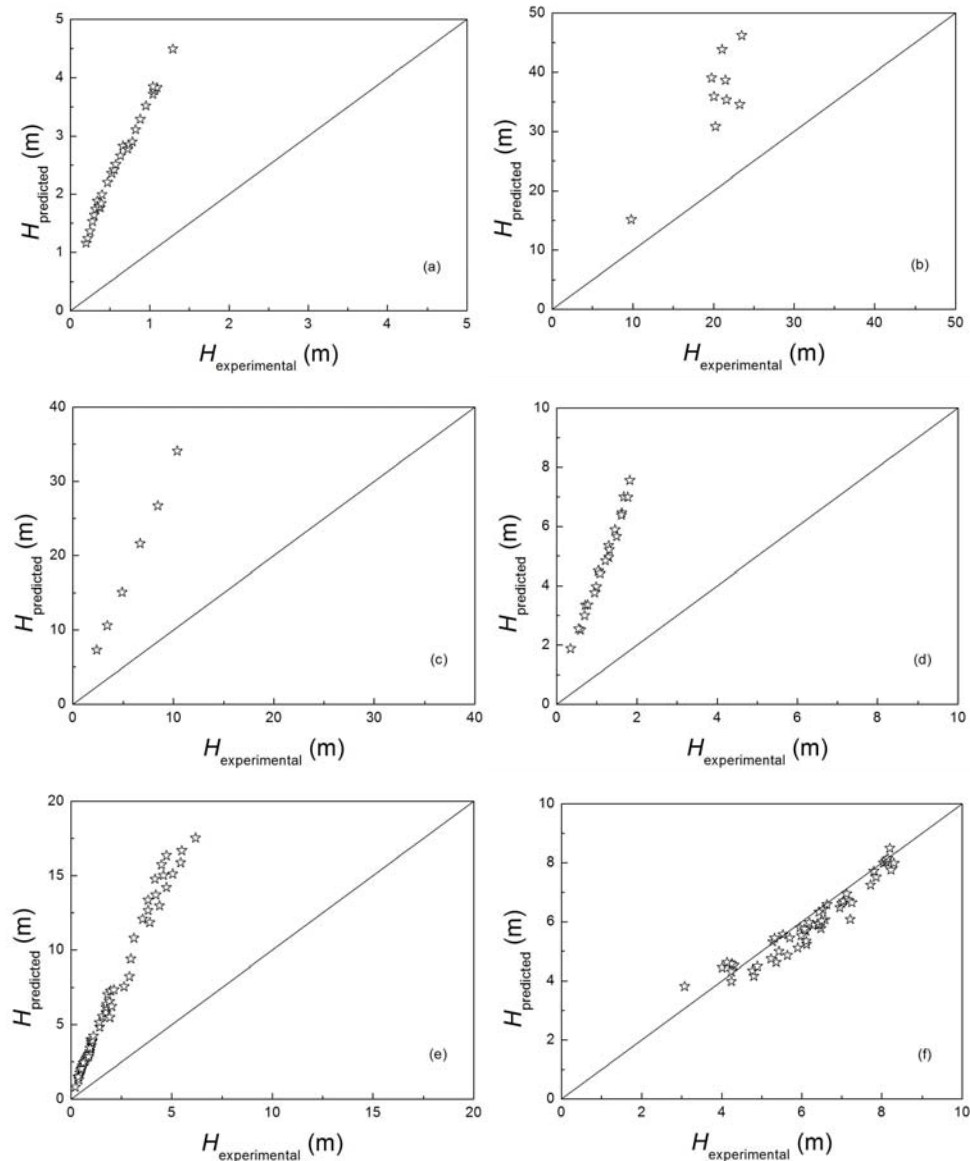 5
4
3
2
1
0
H predicted (m)
0 1 2 3 4 5
H experimental (m)
(a)
50
40
30
20
10
0
H predicted (m)
0 10 20 30 40 50
H experimental (m)
(b)
40
30
20
10
0
H predicted (m)
0 10 20 30 40
H experimental (m)
(c)
10
8
6
4
2
0
H predicted (m)
0 2 4 6 8 10
H experimental (m)
(d)
20
15
10
5
0
H predicted (m)
0 5 10 15 20
H experimental (m)
(e)
10
8
6
4
2
0
H predicted (m)
0 2 4 6 8 10
H experimental (m)
(f)